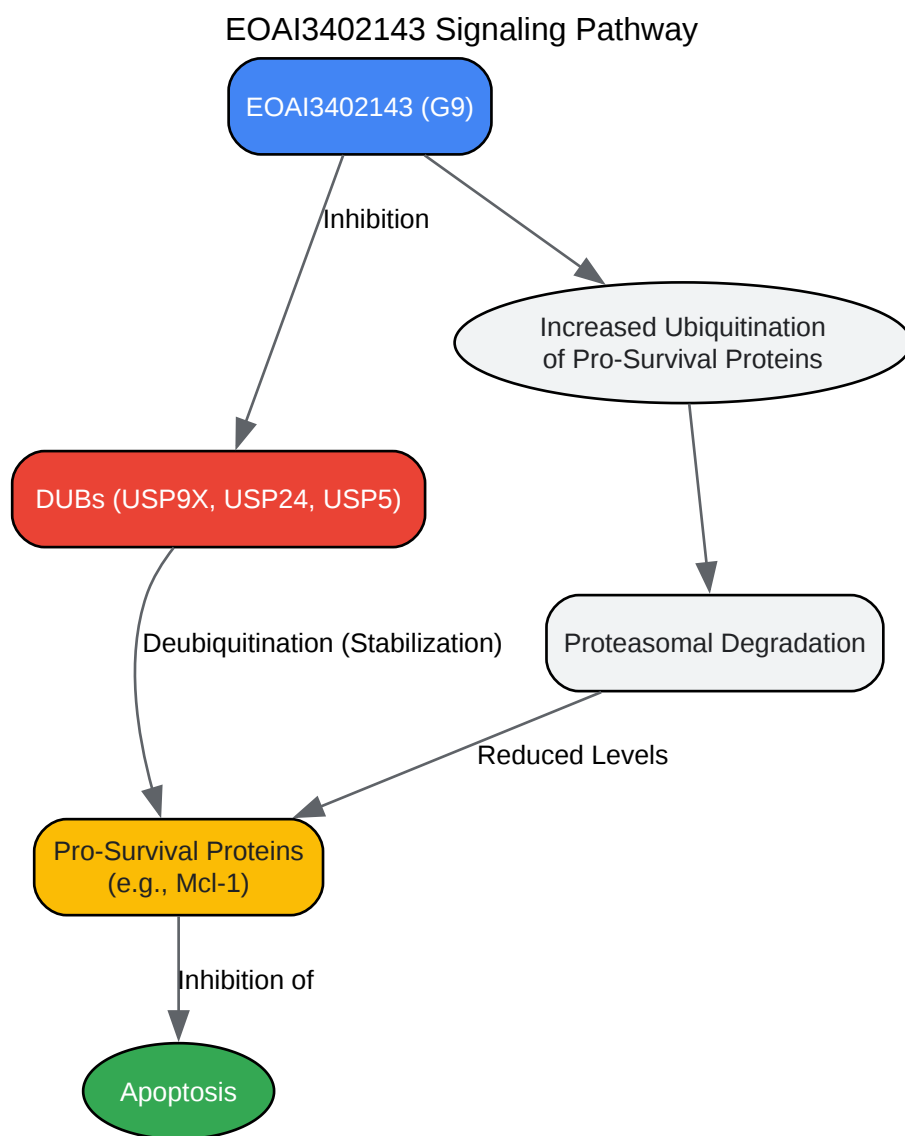 EOAI3402143 Signaling Pathway
EOAI3402143 (G9)
Inhibition
Increased Ubiquitination
of Pro-Survival Proteins
DUBs (USP9X, USP24, USP5)
Deubiquitination (Stabilization)
Proteasomal Degradation
Reduced Levels
Pro-Survival Proteins
(e.g., Mcl-1)
Inhibition of
Apoptosis